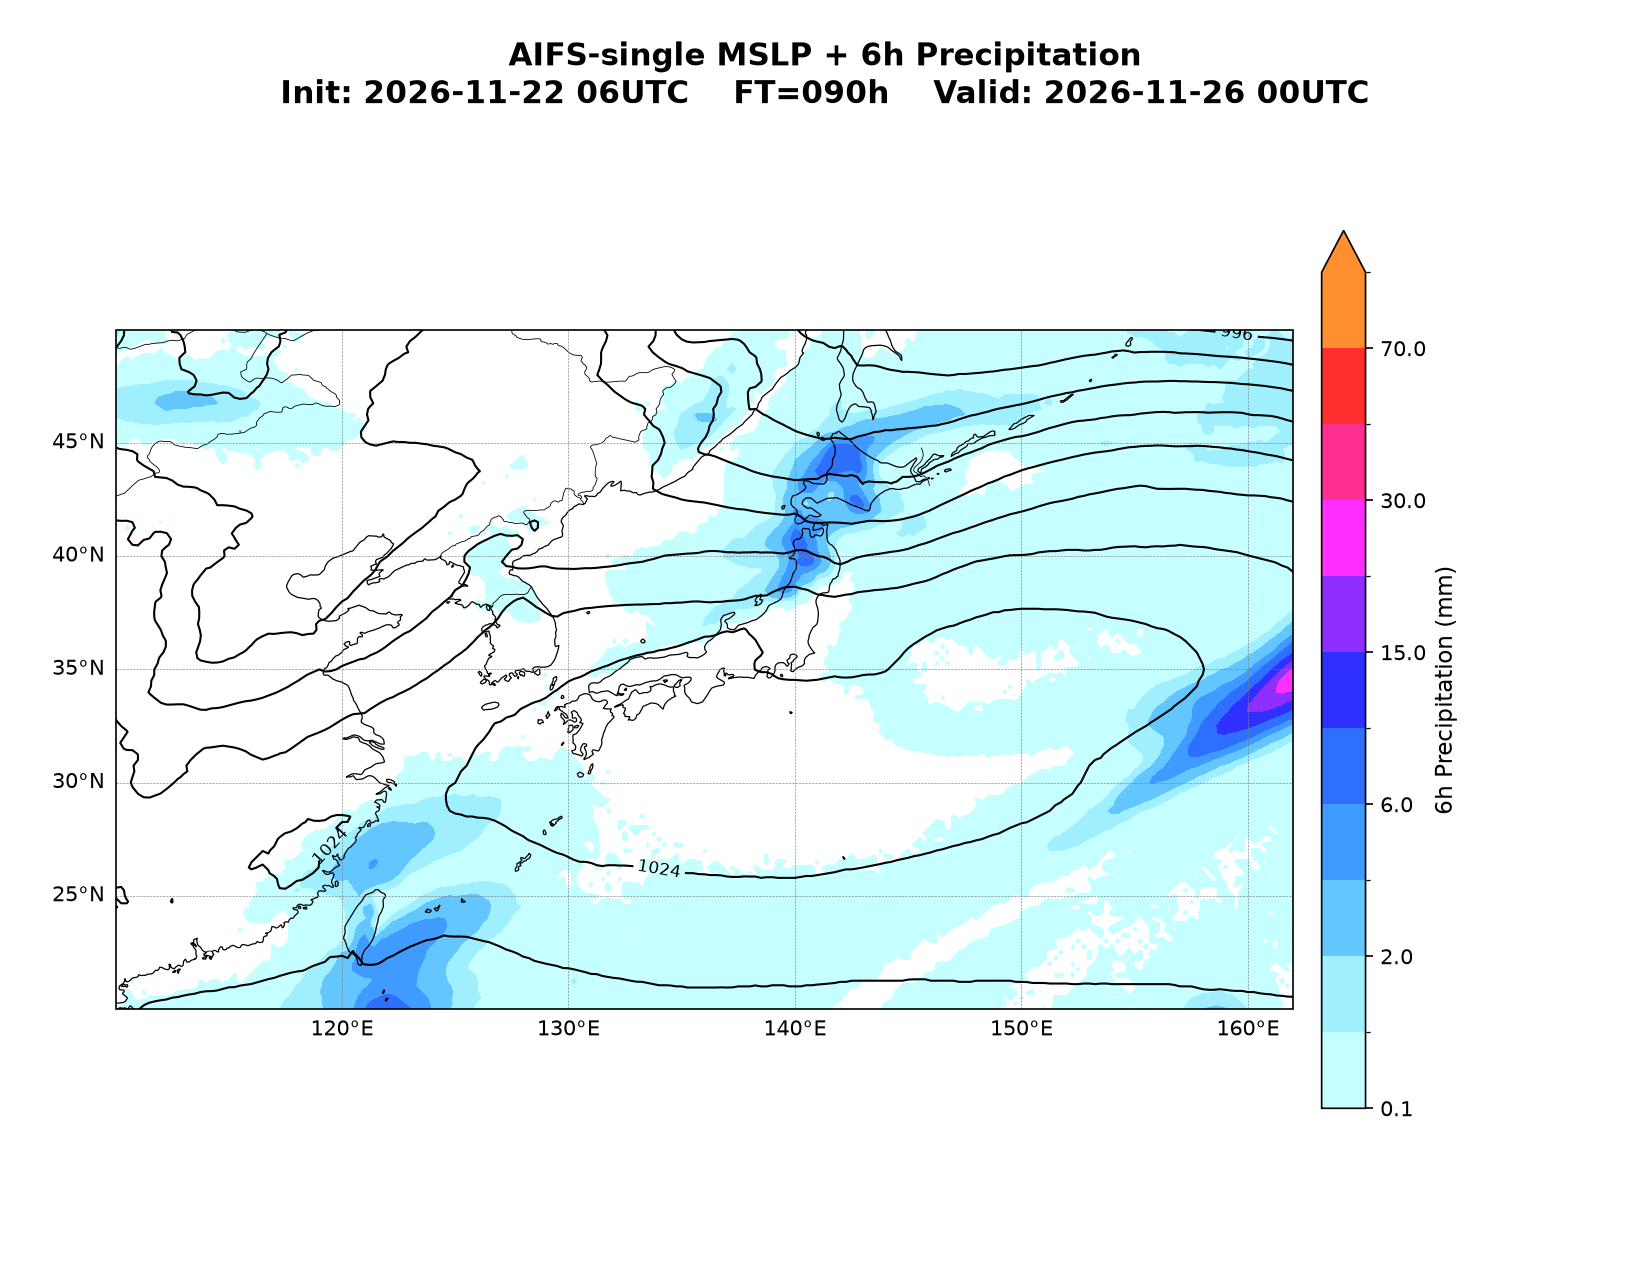 AIFS-single MSLP + 6h Precipitation
Init: 2026-11-22 06UTC    FT=090h    Valid: 2026-11-26 00UTC
996
70.0
45°N
30.0
40°N
15.0
35°N
6h Precipitation (mm)
30°N
6.0
1024
1024
25°N
2.0
120°E
130°E
140°E
150°E
160°E
0.1